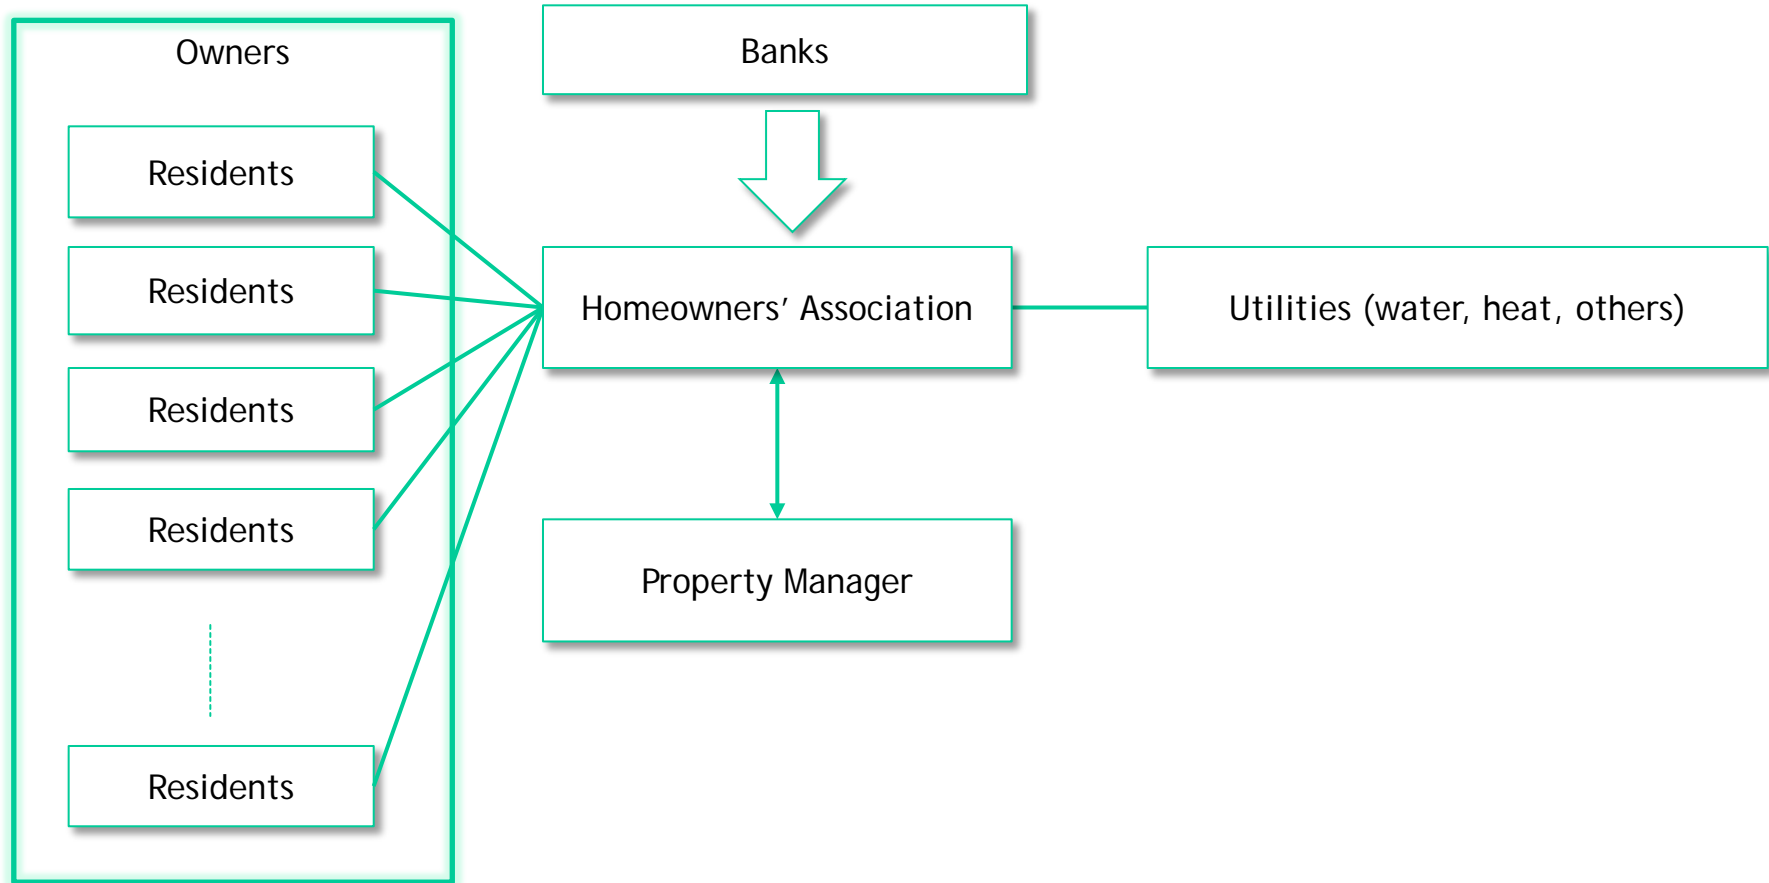 Owners
Residents
Residents
Residents
Residents
Residents
Banks
Homeowners’ Association
Property Manager
Utilities (water, heat, others)